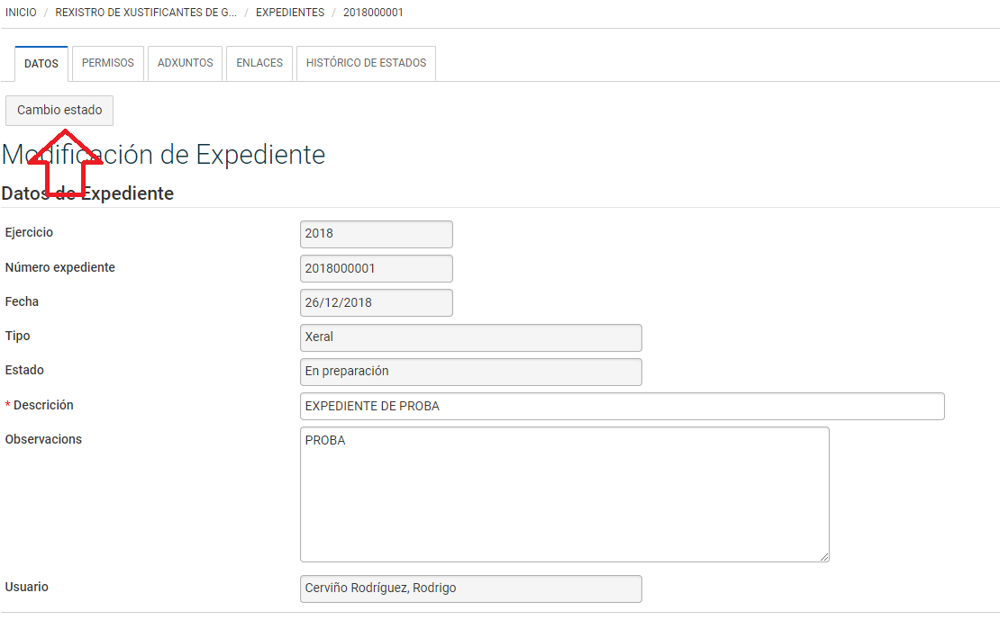 INICIO / REXISTRO DE XUSTIFICANTES DE G... / EXPEDIENTES / 2018000001
DATOS PERMISOS ADXUNTOS ENLACES HISTÓRICO DE ESTADOS
Cambio estado
Modificación de Expediente
Datos de Expediente
Ejercicio 2018
Número expediente 2018000001
Fecha 26/12/2018
Tipo Xeral
Estado En preparación
* Descrición EXPEDIENTE DE PROBA
Observacions PROBA
Usuario Cerviño Rodríguez, Rodrigo